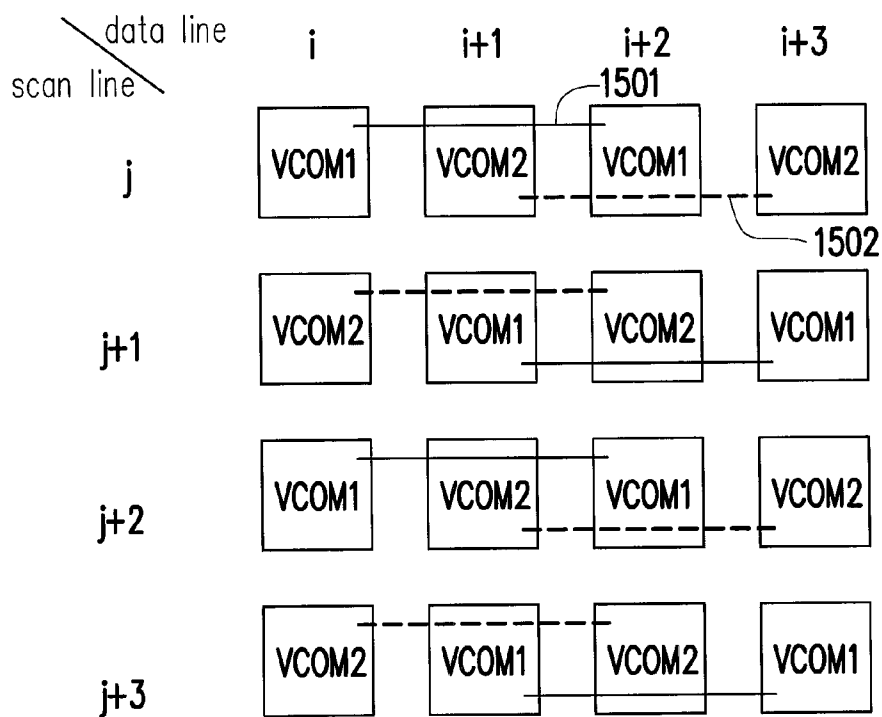 data line i i+1 i+2 i+3
scan line
1501
j VCOM1 VCOM2 VCOM1 VCOM2
1502
j+1 VCOM2 VCOM1 VCOM2 VCOM1
j+2 VCOM1 VCOM2 VCOM1 VCOM2
j+3 VCOM2 VCOM1 VCOM2 VCOM1